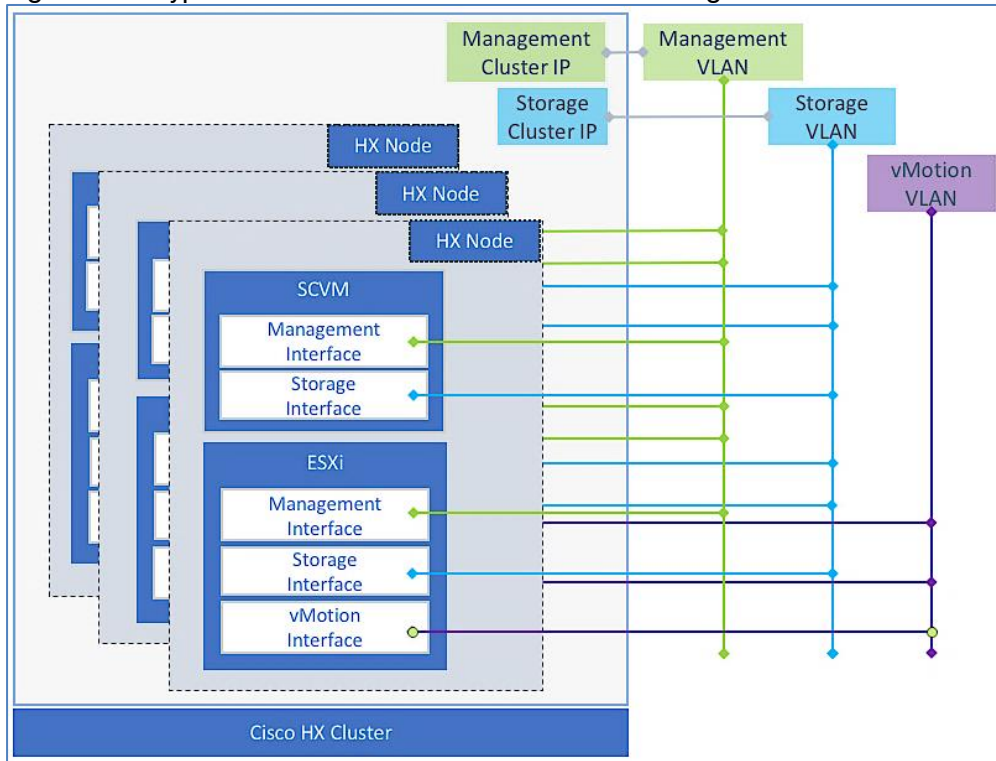 Management
Cluster IP
Management
VLAN
Storage
Cluster IP
Storage
VLAN
vMotion
VLAN
HX Node
HX Node
HX Node
SCVM
Management
Interface
Storage
Interface
ESXi
Management
Interface
Storage
Interface
vMotion
Interface
Cisco HX Cluster